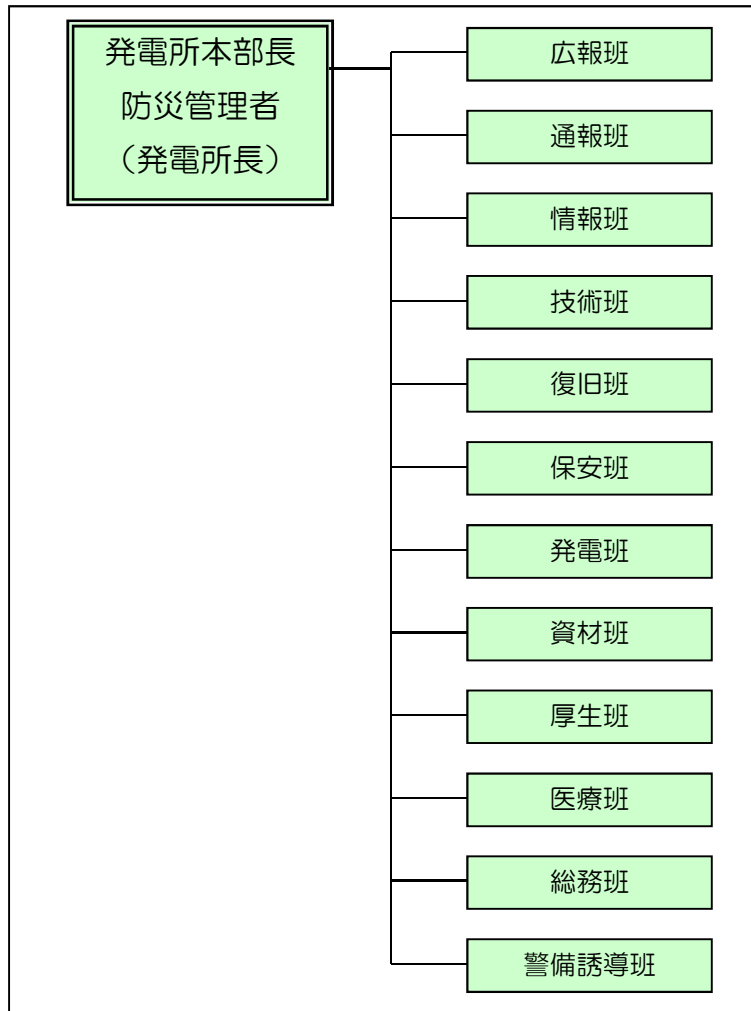 発電所本部長
防災管理者
（発電所長）
広報班
通報班
情報班
技術班
復旧班
保安班
発電班
資材班
厚生班
医療班
総務班
警備誘導班